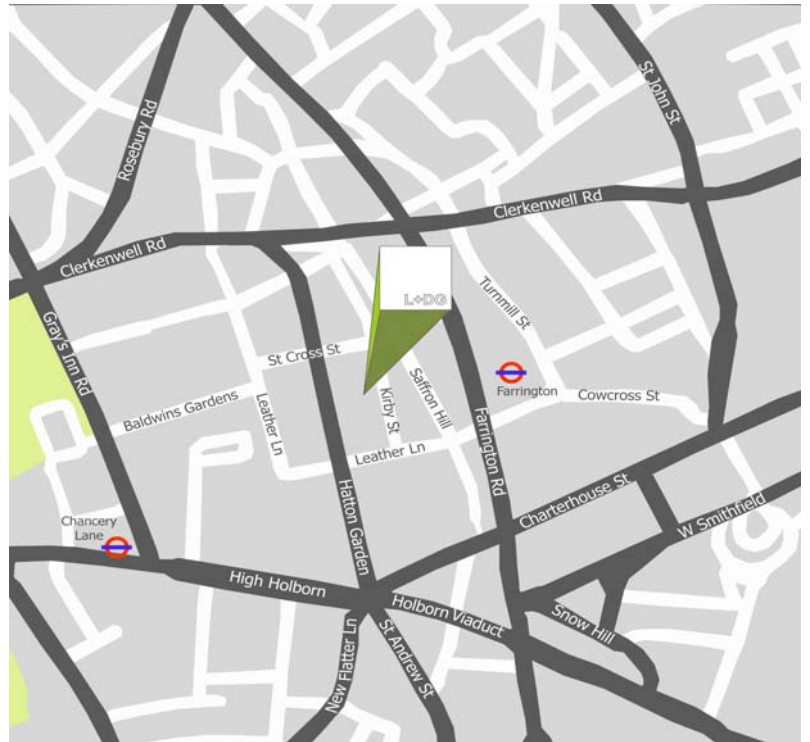 St John St
Rosebury Rd
Clerkenwell Rd
Clerkenwell Rd
L+DG
Turnmill St
Gray's Inn Rd
St Cross St
Farrington
Baldwins Gardens
Leather Ln
Kirby St
Saffron Hill
Cowcross St
Leather Ln
Hatton Garden
Farrington Rd
Charterhouse St
W Smithfield
Chancery
Lane
High Holborn
Holborn Viaduct
Snow Hill
New Flatter Ln
St Andrew St